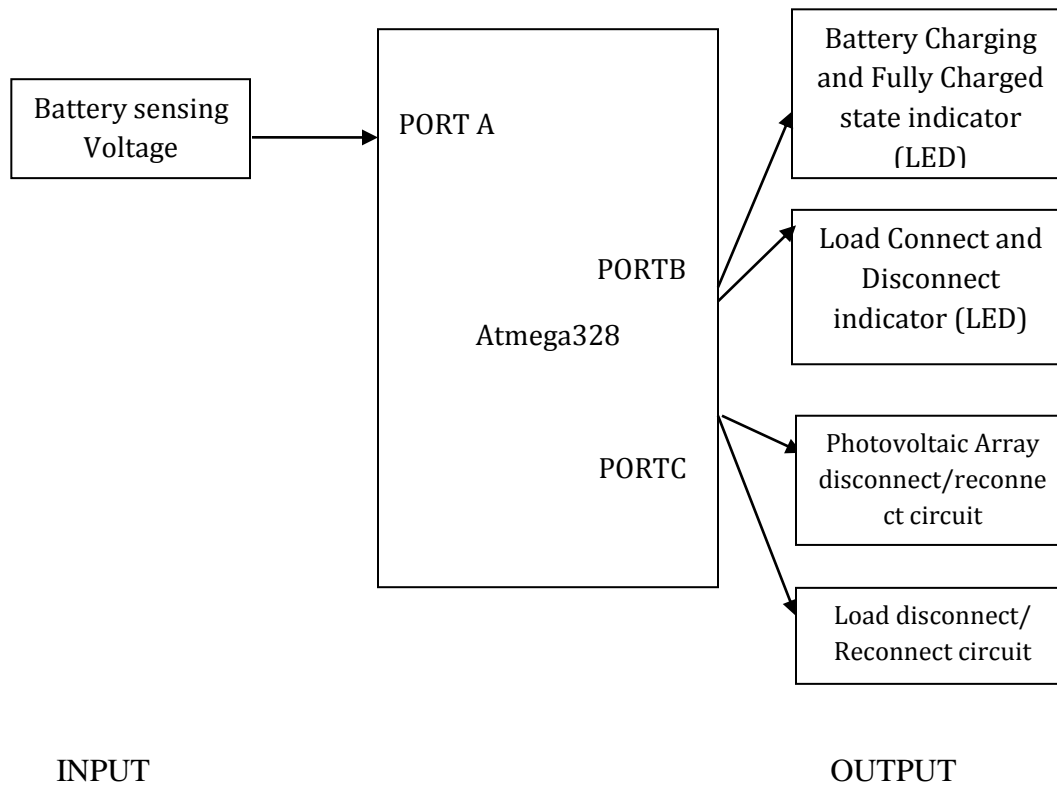 Battery sensing
Voltage
PORT A
PORTB
Atmega328
PORTC
Battery Charging
and Fully Charged
state indicator
(LED)
Load Connect and
Disconnect
indicator (LED)
Photovoltaic Array
disconnect/reconne
ct circuit
Load disconnect/
Reconnect circuit
INPUT
OUTPUT